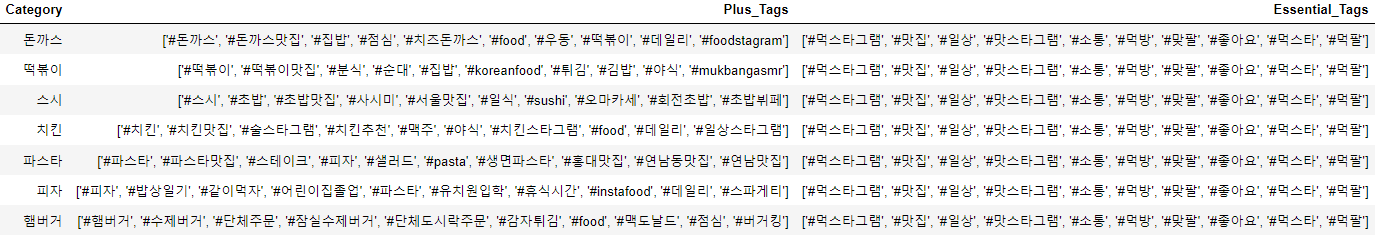 Category Plus_Tags Essential_Tags
돈까스 ['#돈까스', '#돈까스맛집', '#집밥', '#점심', '#치즈돈까스', '#food', '#우동', '#떡볶이', '#데일리', '#foodstagram'] ['#먹스타그램', '#맛집', '#일상', '#맛스타그램', '#소통', '#먹방', '#맞팔', '#좋아요', '#먹스타', '#먹팔']
떡볶이 ['#떡볶이', '#떡볶이맛집', '#분식', '#순대', '#집밥', '#koreanfood', '#튀김', '#김밥', '#야식', '#mukbangasmr'] ['#먹스타그램', '#맛집', '#일상', '#맛스타그램', '#소통', '#먹방', '#맞팔', '#좋아요', '#먹스타', '#먹팔']
스시 ['#스시', '#초밥', '#초밥맛집', '#사시미', '#서울맛집', '#일식', '#sushi', '#오마카세', '#회전초밥', '#초밥뷔페'] ['#먹스타그램', '#맛집', '#일상', '#맛스타그램', '#소통', '#먹방', '#맞팔', '#좋아요', '#먹스타', '#먹팔']
치킨 ['#치킨', '#치킨맛집', '#술스타그램', '#치킨추천', '#맥주', '#야식', '#치킨스타그램', '#food', '#데일리', '#일상스타그램'] ['#먹스타그램', '#맛집', '#일상', '#맛스타그램', '#소통', '#먹방', '#맞팔', '#좋아요', '#먹스타', '#먹팔']
파스타 ['#파스타', '#파스타맛집', '#스테이크', '#피자', '#샐러드', '#pasta', '#생면파스타', '#홍대맛집', '#연남동맛집', '#연남맛집'] ['#먹스타그램', '#맛집', '#일상', '#맛스타그램', '#소통', '#먹방', '#맞팔', '#좋아요', '#먹스타', '#먹팔']
피자 ['#피자', '#밥상일기', '#같이먹자', '#어린이집졸업', '#파스타', '#유치원입학', '#휴식시간', '#instafood', '#데일리', '#스파게티'] ['#먹스타그램', '#맛집', '#일상', '#맛스타그램', '#소통', '#먹방', '#맞팔', '#좋아요', '#먹스타', '#먹팔']
햄버거 ['#햄버거', '#수제버거', '#단체주문', '#잠실수제버거', '#단체도시락주문', '#감자튀김', '#food', '#맥도날드', '#점심', '#버거킹'] ['#먹스타그램', '#맛집', '#일상', '#맛스타그램', '#소통', '#먹방', '#맞팔', '#좋아요', '#먹스타', '#먹팔']